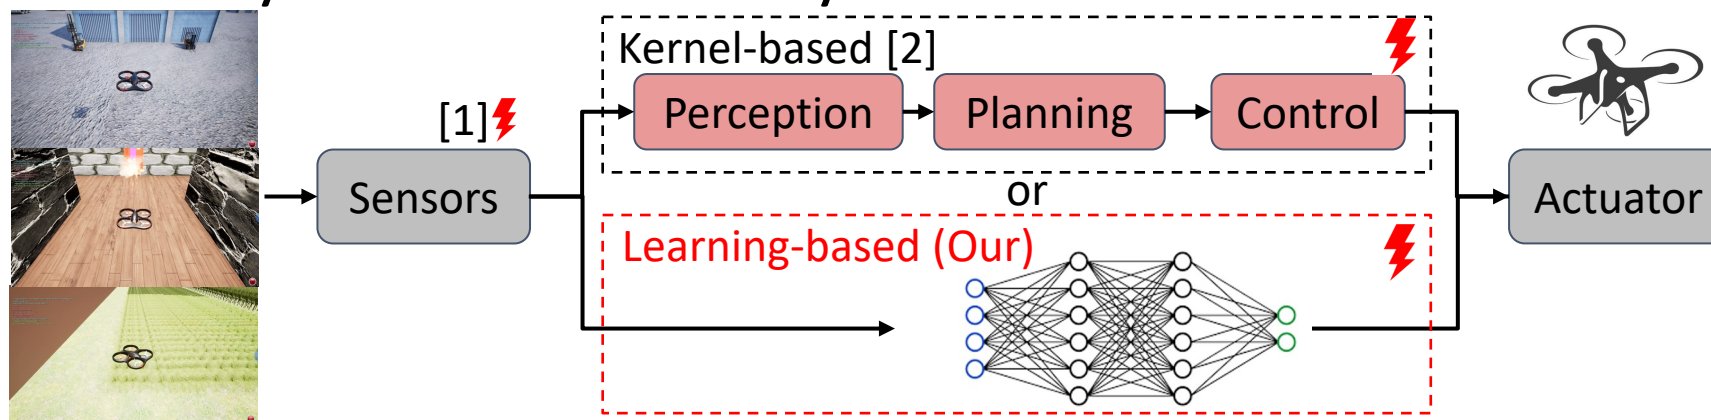 Kernel-based [2]
[1]
Perception
Planning
Control
Sensors
or
Actuator
Learning-based (Our)